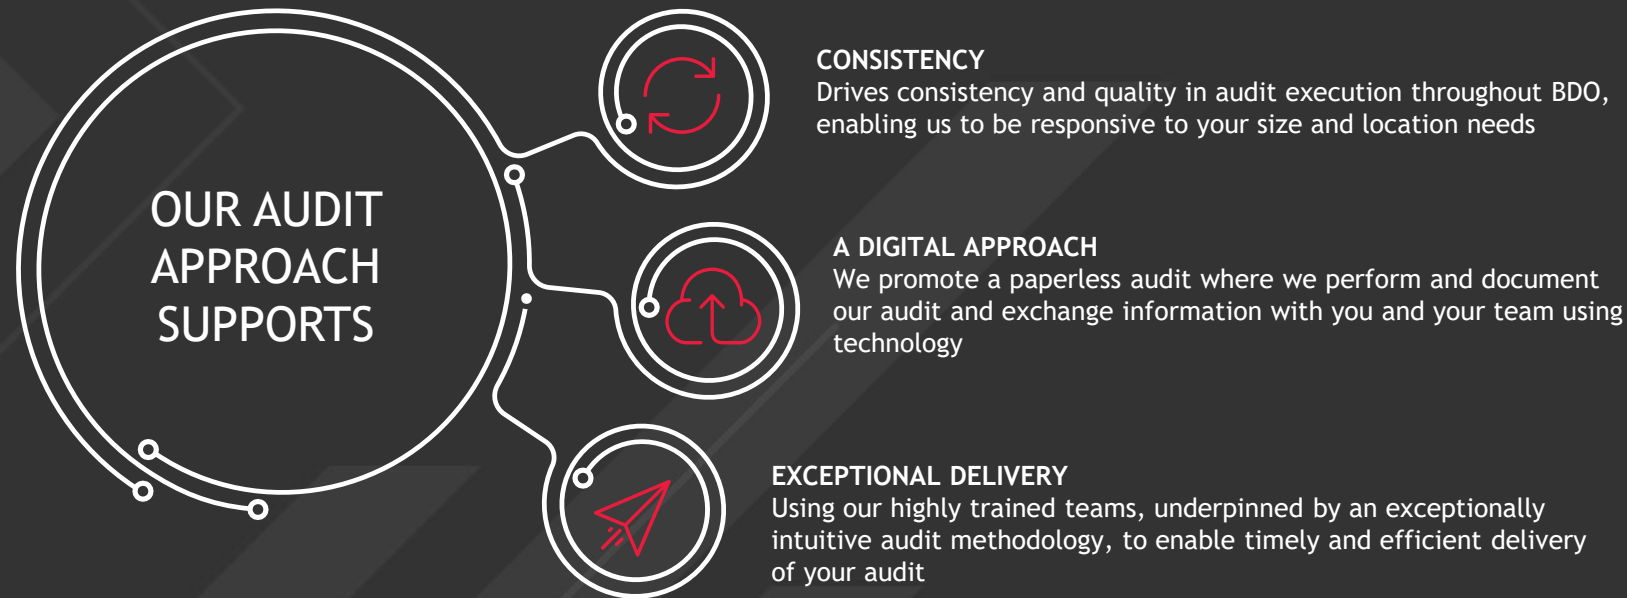 OUR AUDIT
APPROACH
SUPPORTS
CONSISTENCY
Drives consistency and quality in audit execution throughout BDO,
enabling us to be responsive to your size and location needs
A DIGITAL APPROACH
We promote a paperless audit where we perform and document
our audit and exchange information with you and your team using
technology
EXCEPTIONAL DELIVERY
Using our highly trained teams, underpinned by an exceptionally
intuitive audit methodology, to enable timely and efficient delivery
of your audit